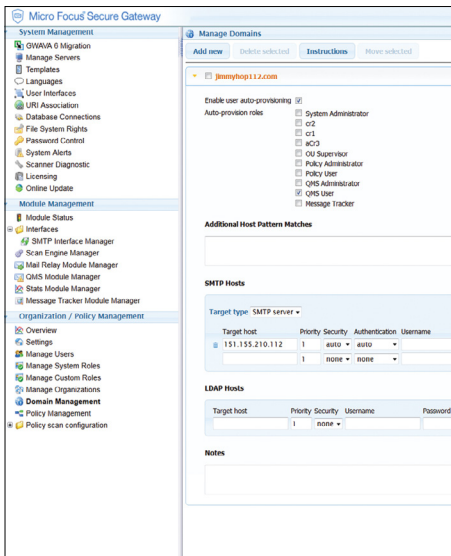 Micro Focus Secure Gateway
System Management
GWAVA 6 Migration
Manage Servers
Templates
Languages
User Interfaces
URI Association
Database Connections
File System Rights
Password Control
System Alerts
Scanner Diagnostic
Licensing
Online Update
Module Management
Module Status
Interfaces
SMTP Interface Manager
Scan Engine Manager
Mail Relay Module Manager
QMS Module Manager
Stats Module Manager
Message Tracker Module Manager
Organization / Policy Management
Overview
Settings
Manage Users
Manage System Roles
Manage Custom Roles
Manage Organizations
Domain Management
Policy Management
Policy scan configuration
Manage Domains
Add new Delete selected Instructions Move selected
jimmyhop112.com
Enable user auto-provisioning
Auto-provision roles
System Administrator
cr2
cr1
aCr3
OU Supervisor
Policy Administrator
Policy User
QMS Administrator
QMS User
Message Tracker
Additional Host Pattern Matches
SMTP Hosts
Target type SMTP server
Target host Priority Security Authentication Username
151.155.210.112 1 auto auto
1 none none
LDAP Hosts
Target host Priority Security Username Password
1 none
Notes